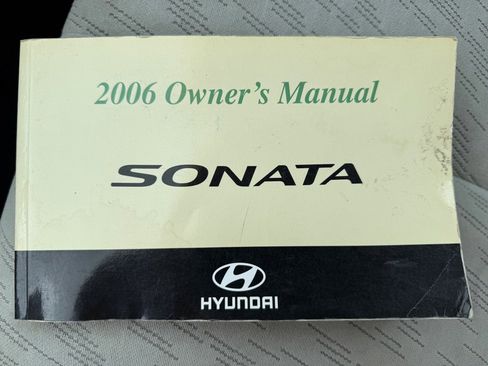 2006 Owner's Manual
SONATA
HYUNDAI